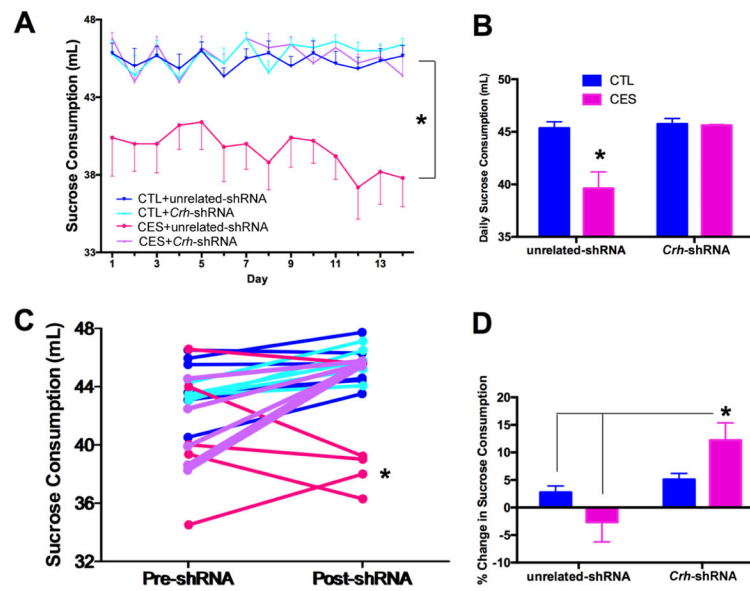 A
Sucrose Consumption (mL)
48
43
38
33
*
CTL+unrelated-shRNA
CTL+Crh-shRNA
CES+unrelated-shRNA
CES+Crh-shRNA
1 3 5 7 9 11 13
Day
B
Daily Sucrose Consumption (mL)
50
45
40
35
CTL
CES
*
unrelated-shRNA Crh-shRNA
C
Sucrose Consumption (mL)
48
44
40
36
32
*
Pre-shRNA Post-shRNA
D
% Change in Sucrose Consumption
20
15
10
5
0
-5
-10
*
unrelated-shRNA Crh-shRNA